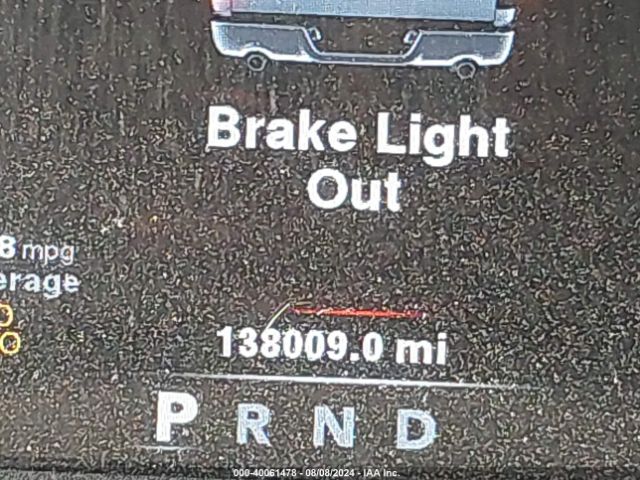 Brake Light
Out
8 mpg
erage
138009.0 mi
P R N D
000-40061478 - 08/08/2024 - IAA Inc.